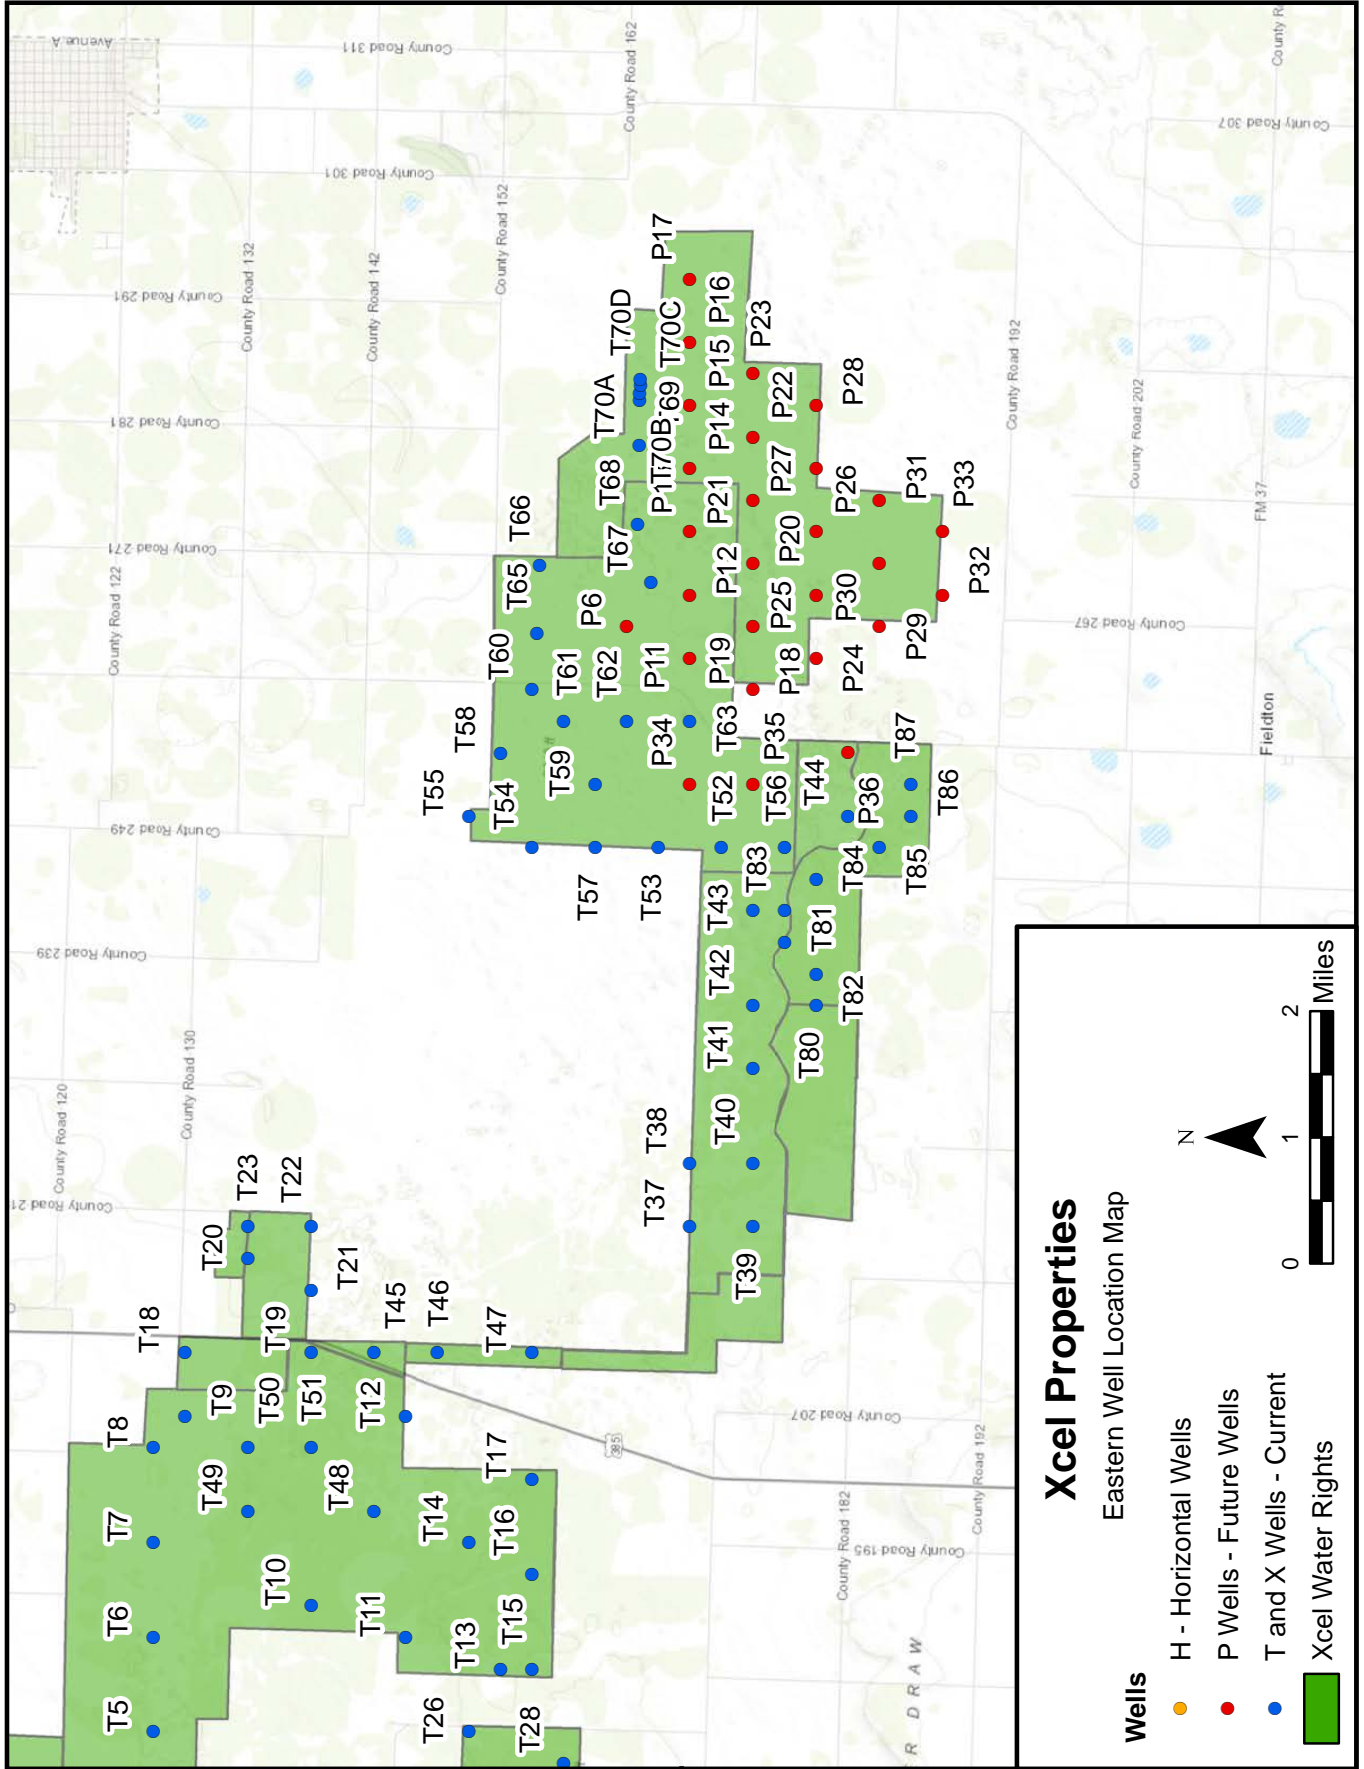 Avenue A
County Road 311
County Road 162
County R
County Road 307
County Road 301
County Road 152
County Road 132
County Road 142
County Road 291
County Road 281
County Road 271
County Road 122
County Road 192
County Road 202
FM 37
County Road 267
Fieldton
County Road 249
County Road 239
County Road 130
County Road 120
County Road 21
County Road 207
County Road 192
County Road 182
County Road 195
385
R DRAW
P17
T70D
T70C
P16
P23
T70A
69
P15
P22
P28
T70B
P14
T68
P1
P27
P21
P26
P31
P33
T66
T67
P20
P12
T65
P6
P25
P30
P32
P29
T60
T61
T62
P11
P19
P18
P24
T58
T59
P34
T63
P35
T87
T55
T54
T52
T56
T44
P36
T86
T57
T53
T83
T84
T85
T43
T42
T81
T82
T41
T80
T40
T38
T37
T39
T23
T22
T20
T21
T18
T19
T45
T46
T47
T8
T9
T50
T51
T12
T17
T7
T49
T48
T14
T16
T6
T10
T11
T13
T15
T5
T26
T28
Xcel Properties
Eastern Well Location Map
Wells
H - Horizontal Wells
P Wells - Future Wells
T and X Wells - Current
Xcel Water Rights
N
0 1 2
Miles